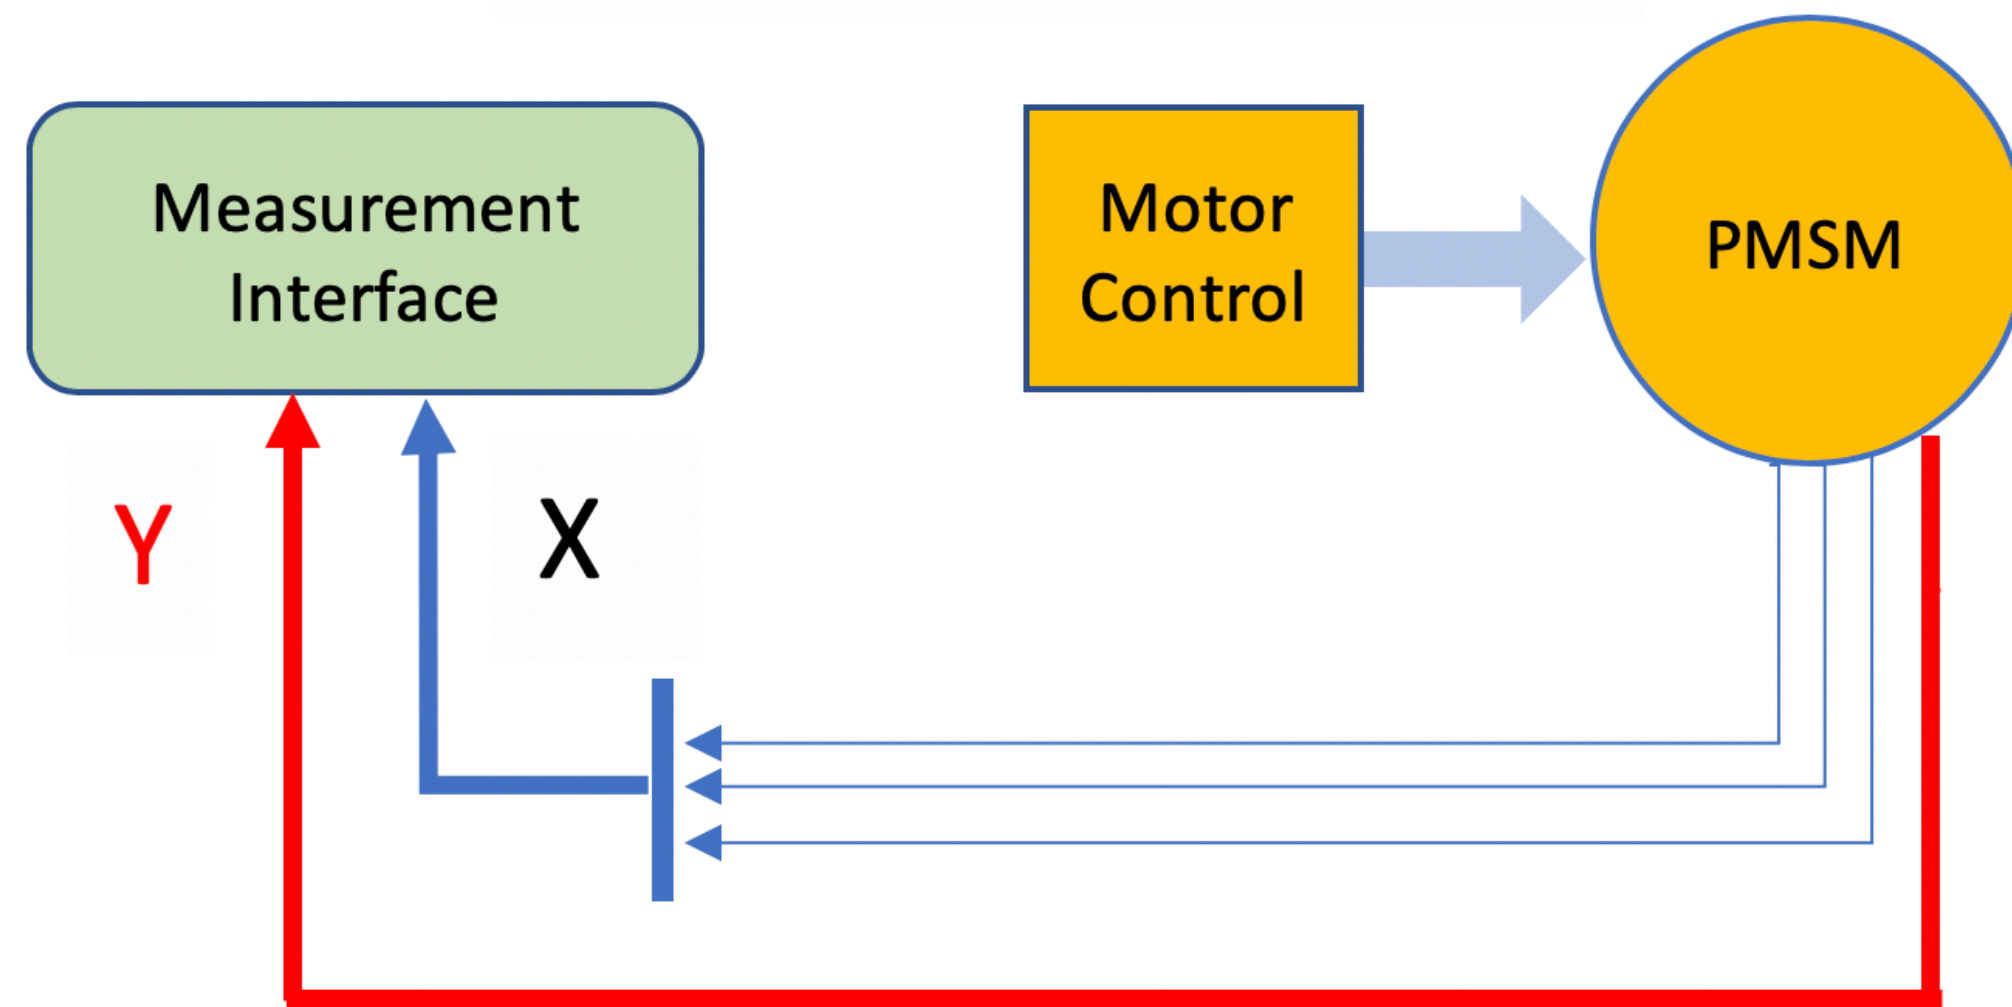 Measurement
Interface
Motor
Control
PMSM
Y
X